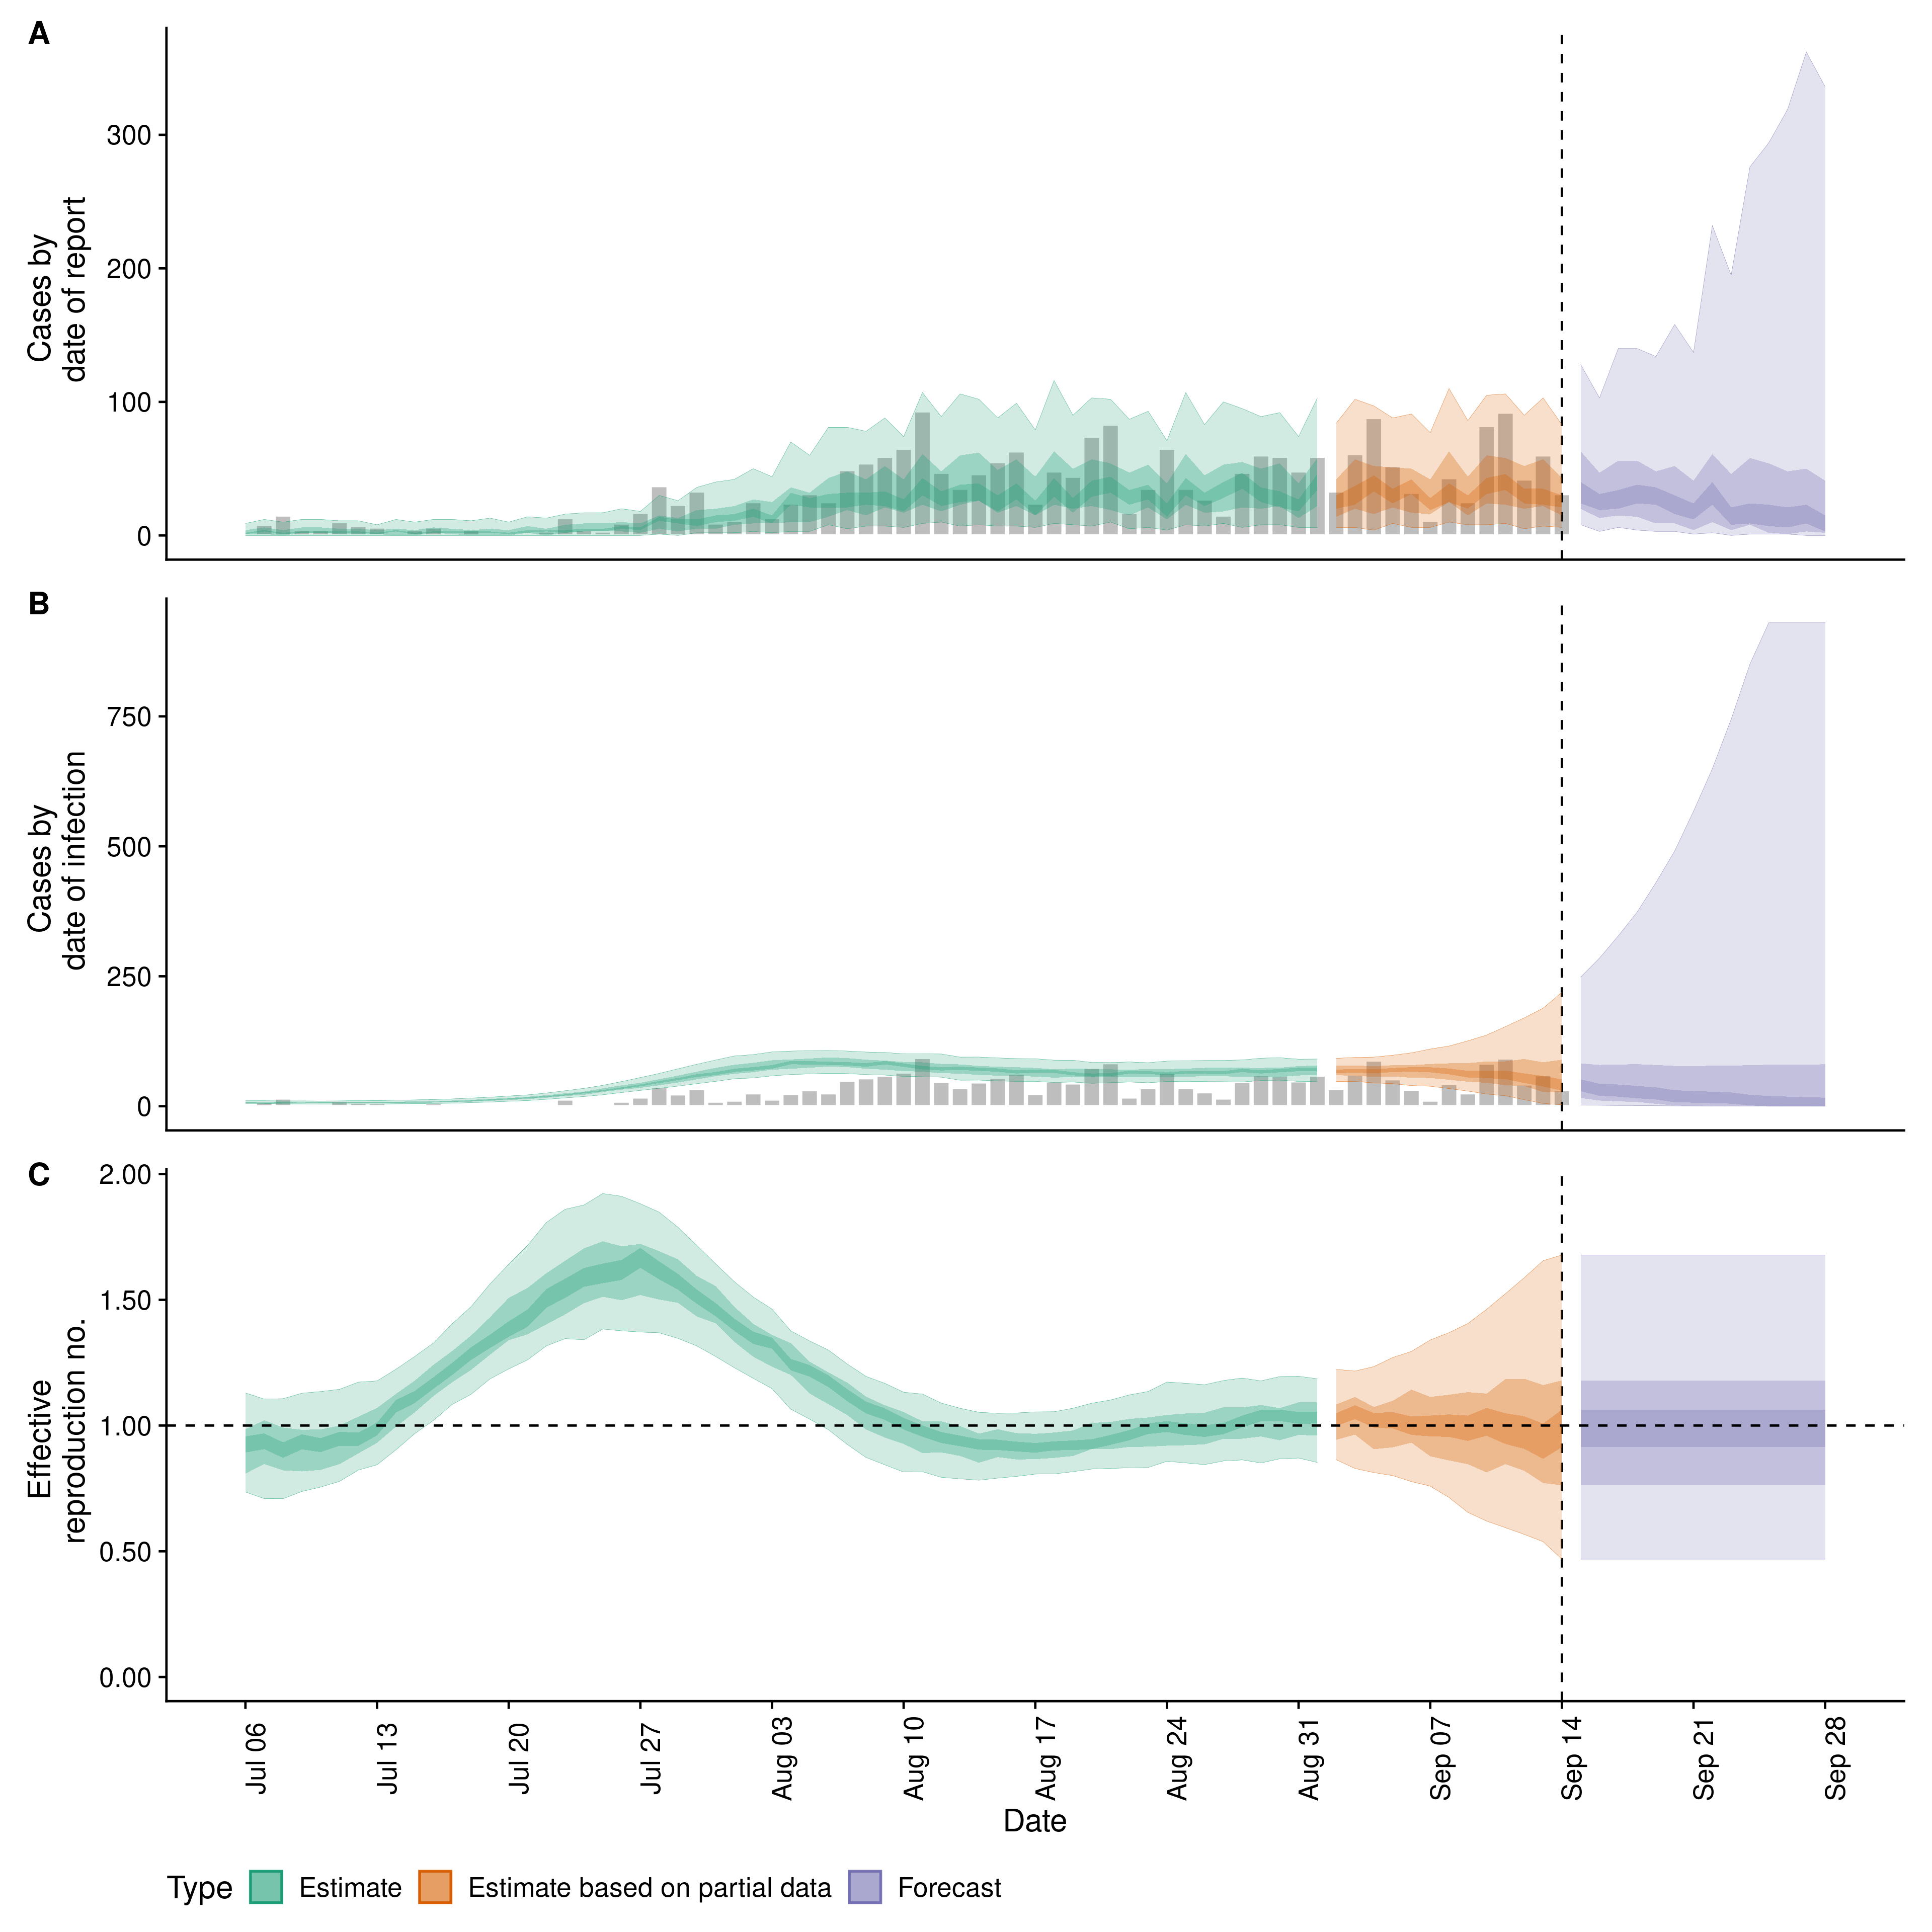 A
Cases by
date of report
300
200
100
0
B
Cases by
date of infection
750
500
250
0
C
Effective
reproduction no.
2.00
1.50
1.00
0.50
0.00
Jul 06
Jul 13
Jul 20
Jul 27
Aug 03
Aug 10
Aug 17
Aug 24
Aug 31
Sep 07
Sep 14
Sep 21
Sep 28
Date
Type Estimate Estimate based on partial data Forecast